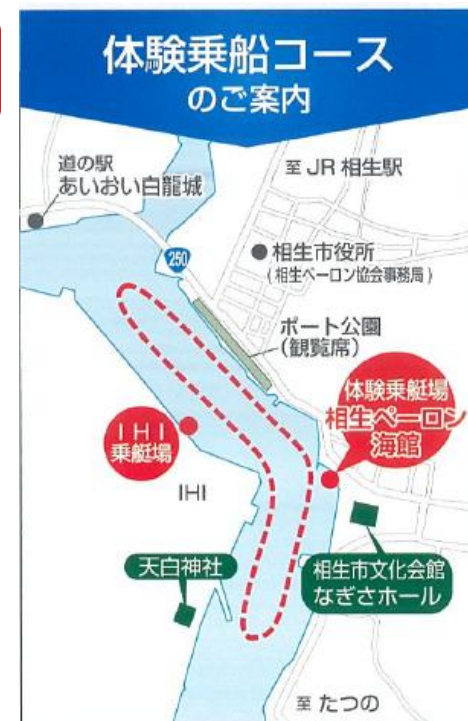 体験乗船コース
のご案内
道の駅
あいおい白龍城
至 JR 相生駅
250
相生市役所
(相生ペーロン協会事務局)
ポート公園
(観覧席)
体験乗艇場
相生ペーロン
海館
IHI
乗艇場
IHI
天白神社
相生市文化会館
なぎさホール
至 たつの